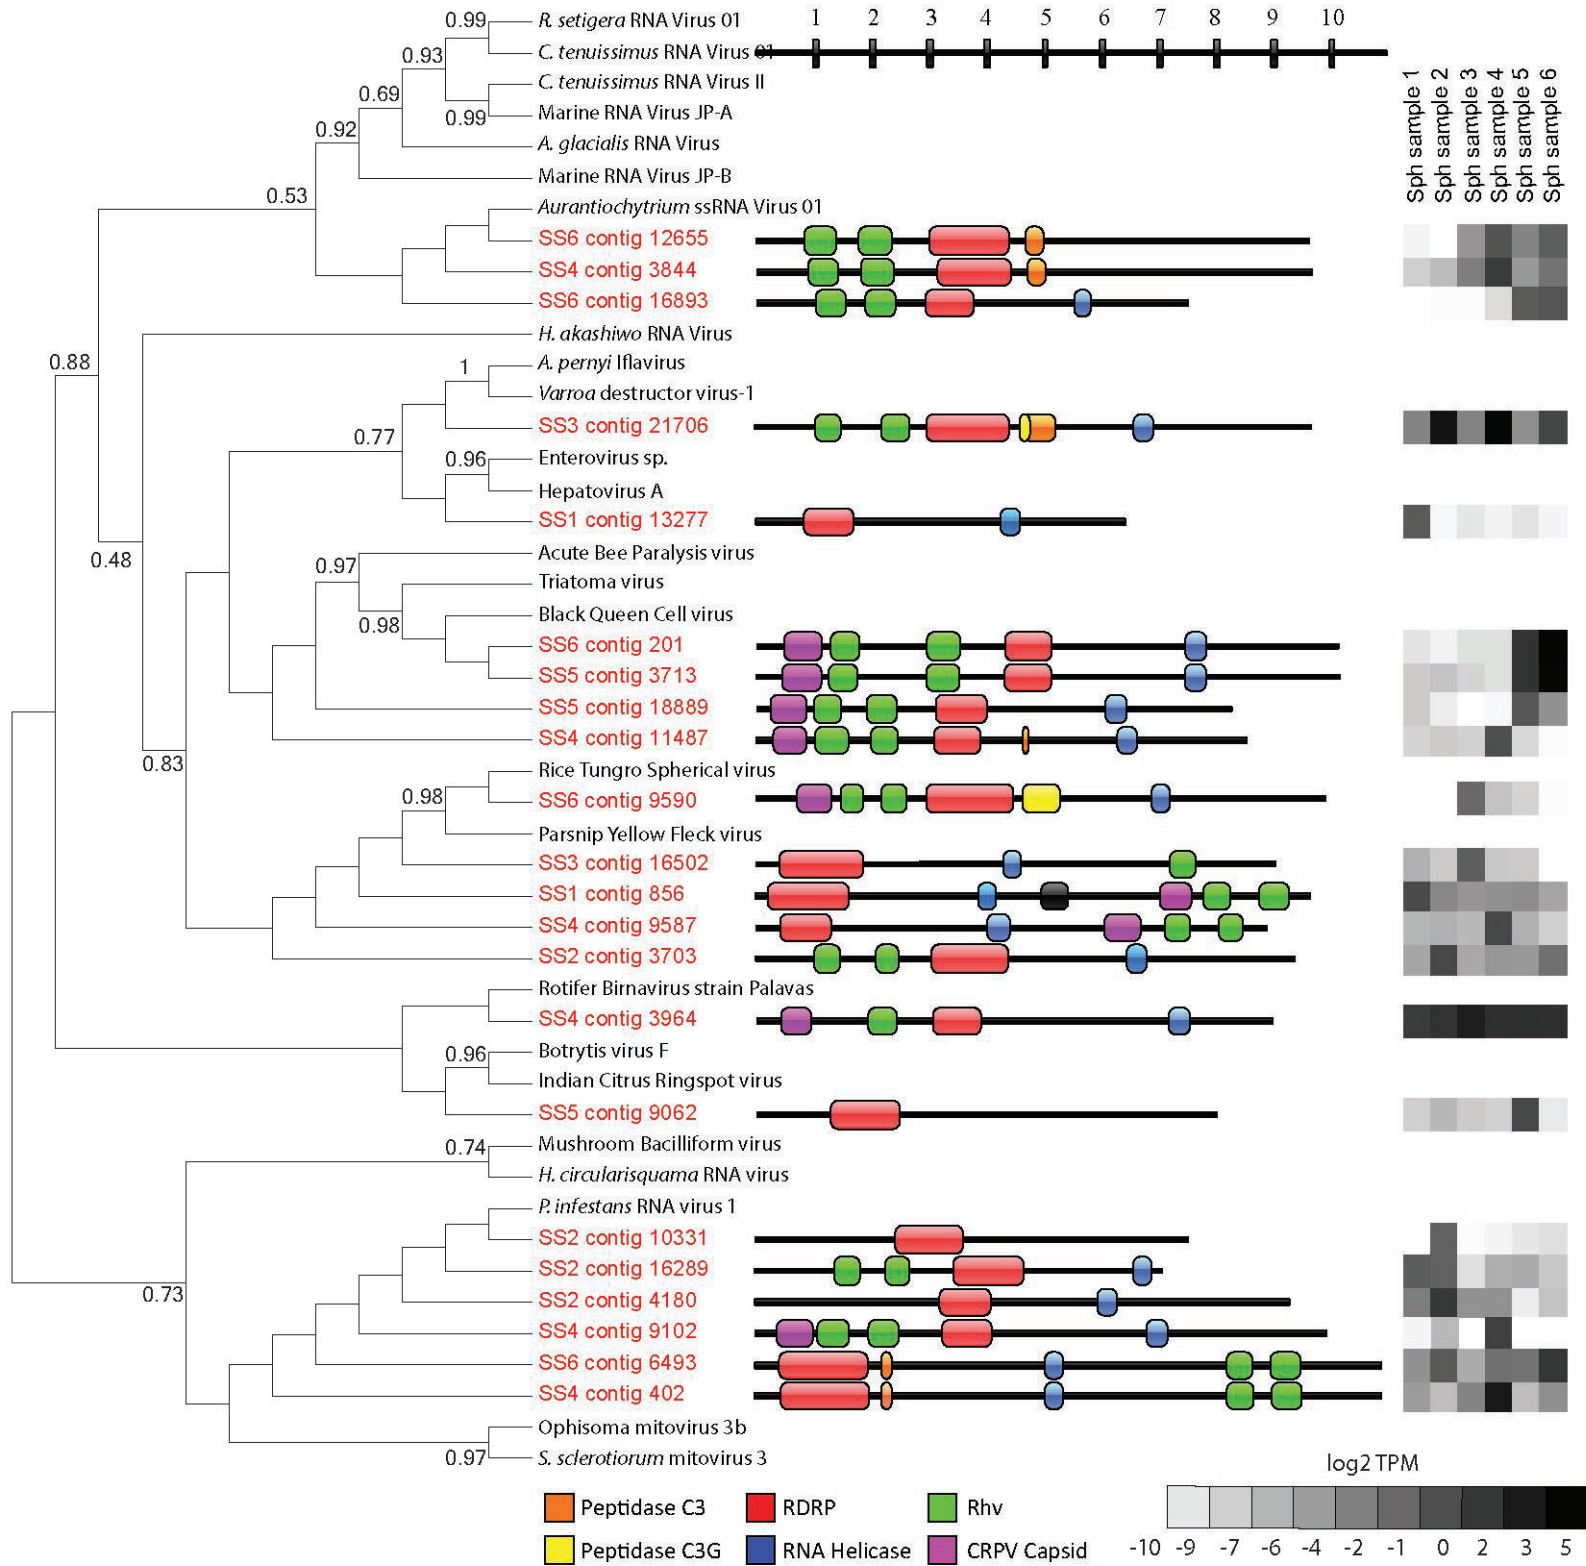 R. setigera RNA Virus 01
C. tenuissimus RNA Virus 01
C. tenuissimus RNA Virus II
Marine RNA Virus JP-A
A. glacialis RNA Virus
Marine RNA Virus JP-B
Aurantiochytrium ssRNA Virus 01
SS6 contig 12655
SS4 contig 3844
SS6 contig 16893
H. akashiwo RNA Virus
A. pernyi Iflavirus
Varroa destructor virus-1
SS3 contig 21706
Enterovirus sp.
Hepatovirus A
SS1 contig 13277
Acute Bee Paralysis virus
Triatoma virus
Black Queen Cell virus
SS6 contig 201
SS5 contig 3713
SS5 contig 18889
SS4 contig 11487
Rice Tungro Spherical virus
SS6 contig 9590
Parsnip Yellow Fleck virus
SS3 contig 16502
SS1 contig 856
SS4 contig 9587
SS2 contig 3703
Rotifer Birnavirus strain Palavas
SS4 contig 3964
Botrytis virus F
Indian Citrus Ringspot virus
SS5 contig 9062
Mushroom Bacilliform virus
H. circularisquama RNA virus
P. infestans RNA virus 1
SS2 contig 10331
SS2 contig 16289
SS2 contig 4180
SS4 contig 9102
SS6 contig 6493
SS4 contig 402
Ophisoma mitovirus 3b
S. sclerotiorum mitovirus 3
0.99
0.93
0.69
0.99
0.92
0.53
0.88
1
0.77
0.96
0.48
0.97
0.98
0.83
0.98
0.96
0.74
0.73
0.97
1 2 3 4 5 6 7 8 9 10
Sph sample 1
Sph sample 2
Sph sample 3
Sph sample 4
Sph sample 5
Sph sample 6
Peptidase C3
RDRP
Rhv
Peptidase C3G
RNA Helicase
CRPV Capsid
log2 TPM
-10 -9 -7 -6 -4 -2 -1 0 2 3 5